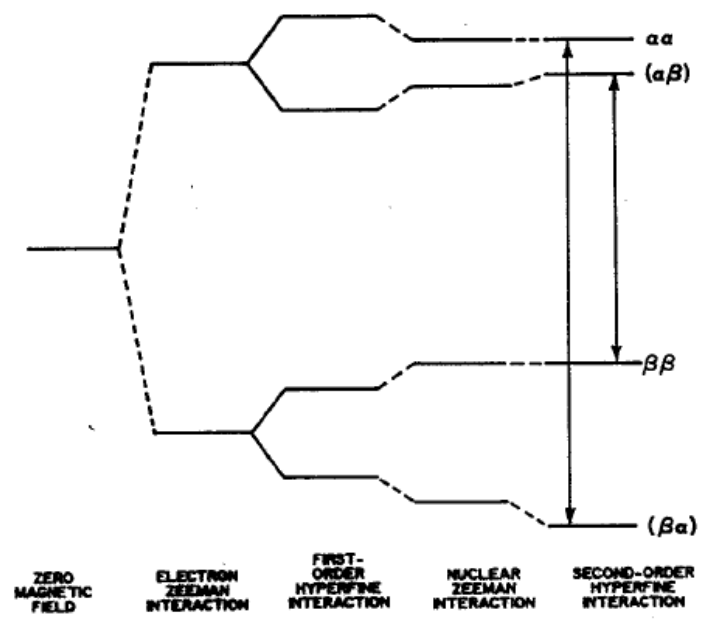 αα
(αβ)
ββ
(βα)
ZERO
MAGNETIC
FIELD
ELECTRON
ZEEMAN
INTERACTION
FIRST-
ORDER
HYPERFINE
INTERACTION
NUCLEAR
ZEEMAN
INTERACTION
SECOND-ORDER
HYPERFINE
INTERACTION